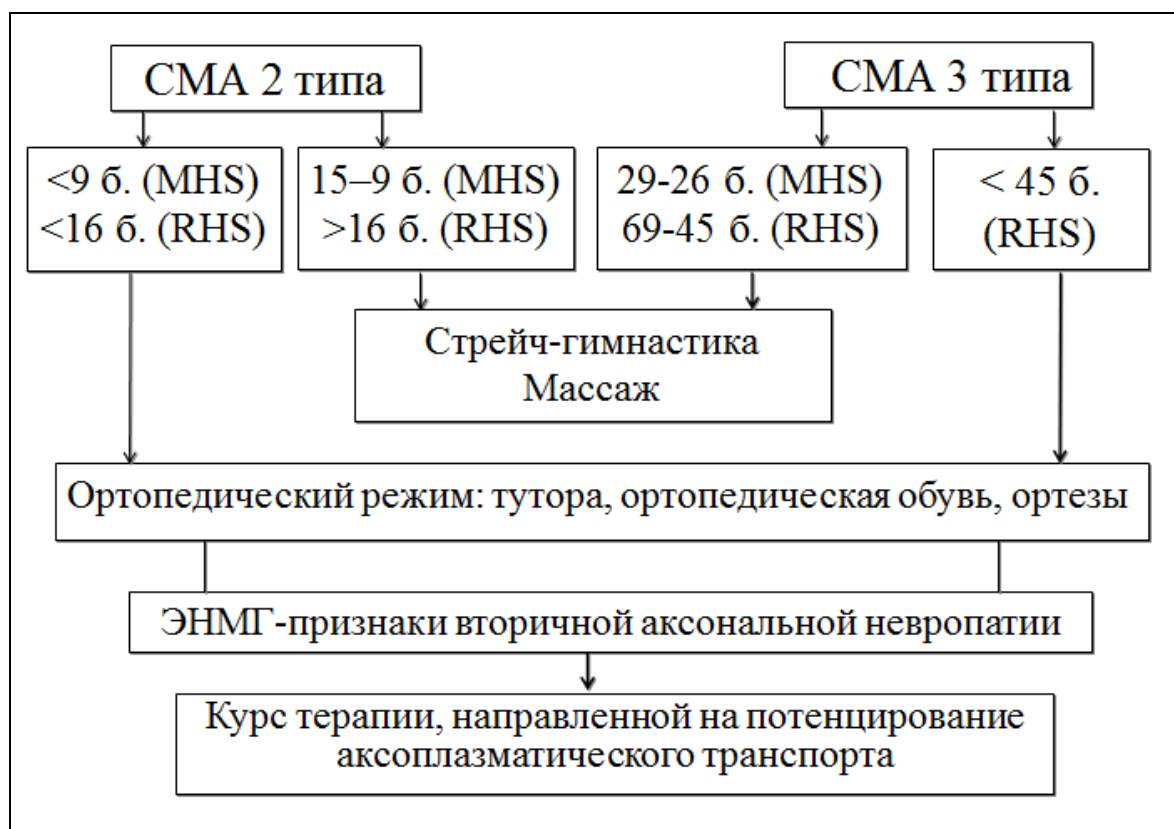 СМА 2 типа
СМА 3 типа
<9 б. (MHS)
<16 б. (RHS)
15–9 б. (MHS)
>16 б. (RHS)
29-26 б. (MHS)
69-45 б. (RHS)
< 45 б.
(RHS)
Стрейч-гимнастика
Массаж
Ортопедический режим: тутора, ортопедическая обувь, ортезы
ЭНМГ-признаки вторичной аксональной невропатии
Курс терапии, направленной на потенцирование
аксоплазматического транспорта